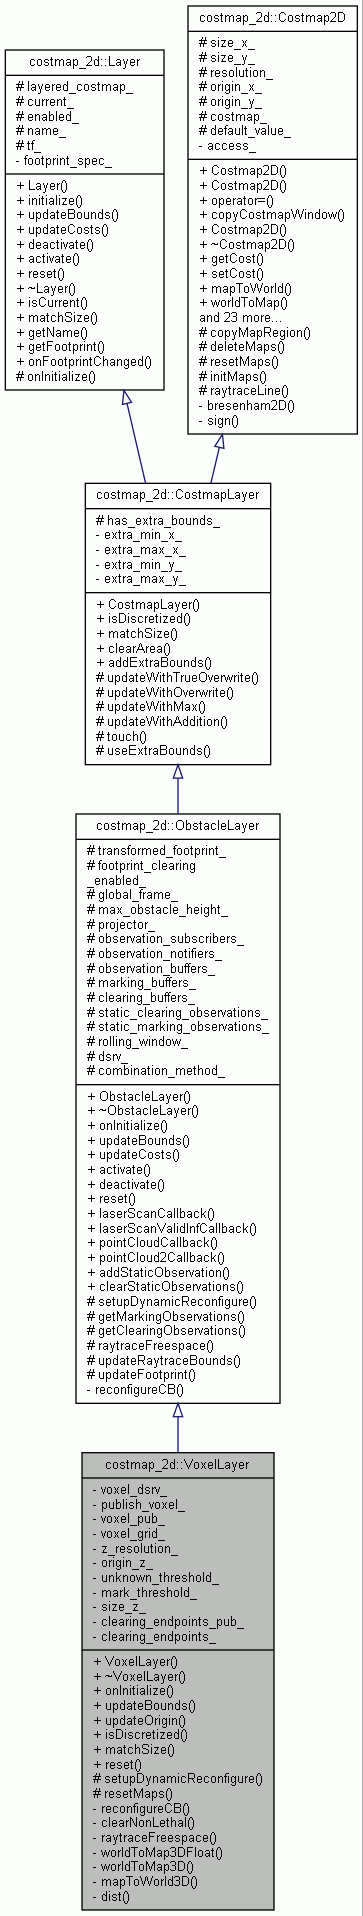 costmap_2d::Layer
# layered_costmap_
# current_
# enabled_
# name_
# tf_
- footprint_spec_
+ Layer()
+ initialize()
+ updateBounds()
+ updateCosts()
+ deactivate()
+ activate()
+ reset()
+ ~Layer()
+ isCurrent()
+ matchSize()
+ getName()
+ getFootprint()
+ onFootprintChanged()
# onInitialize()
costmap_2d::Costmap2D
# size_x_
# size_y_
# resolution_
# origin_x_
# origin_y_
# costmap_
# default_value_
- access_
+ Costmap2D()
+ Costmap2D()
+ operator=()
+ copyCostmapWindow()
+ Costmap2D()
+ ~Costmap2D()
+ getCost()
+ setCost()
+ mapToWorld()
+ worldToMap()
and 23 more...
# copyMapRegion()
# deleteMaps()
# resetMaps()
# initMaps()
# raytraceLine()
- bresenham2D()
- sign()
costmap_2d::CostmapLayer
# has_extra_bounds_
- extra_min_x_
- extra_max_x_
- extra_min_y_
- extra_max_y_
+ CostmapLayer()
+ isDiscretized()
+ matchSize()
+ clearArea()
+ addExtraBounds()
# updateWithTrueOverwrite()
# updateWithOverwrite()
# updateWithMax()
# updateWithAddition()
# touch()
# useExtraBounds()
costmap_2d::ObstacleLayer
# transformed_footprint_
# footprint_clearing
_enabled_
# global_frame_
# max_obstacle_height_
# projector_
# observation_subscribers_
# observation_notifiers_
# observation_buffers_
# marking_buffers_
# clearing_buffers_
# static_clearing_observations_
# static_marking_observations_
# rolling_window_
# dsrv_
# combination_method_
+ ObstacleLayer()
+ ~ObstacleLayer()
+ onInitialize()
+ updateBounds()
+ updateCosts()
+ activate()
+ deactivate()
+ reset()
+ laserScanCallback()
+ laserScanValidInfCallback()
+ pointCloudCallback()
+ pointCloud2Callback()
+ addStaticObservation()
+ clearStaticObservations()
# setupDynamicReconfigure()
# getMarkingObservations()
# getClearingObservations()
# raytraceFreespace()
# updateRaytraceBounds()
# updateFootprint()
- reconfigureCB()
costmap_2d::VoxelLayer
- voxel_dsrv_
- publish_voxel_
- voxel_pub_
- voxel_grid_
- z_resolution_
- origin_z_
- unknown_threshold_
- mark_threshold_
- size_z_
- clearing_endpoints_pub_
- clearing_endpoints_
+ VoxelLayer()
+ ~VoxelLayer()
+ onInitialize()
+ updateBounds()
+ updateOrigin()
+ isDiscretized()
+ matchSize()
+ reset()
# setupDynamicReconfigure()
# resetMaps()
- reconfigureCB()
- clearNonLethal()
- raytraceFreespace()
- worldToMap3DFloat()
- worldToMap3D()
- mapToWorld3D()
- dist()